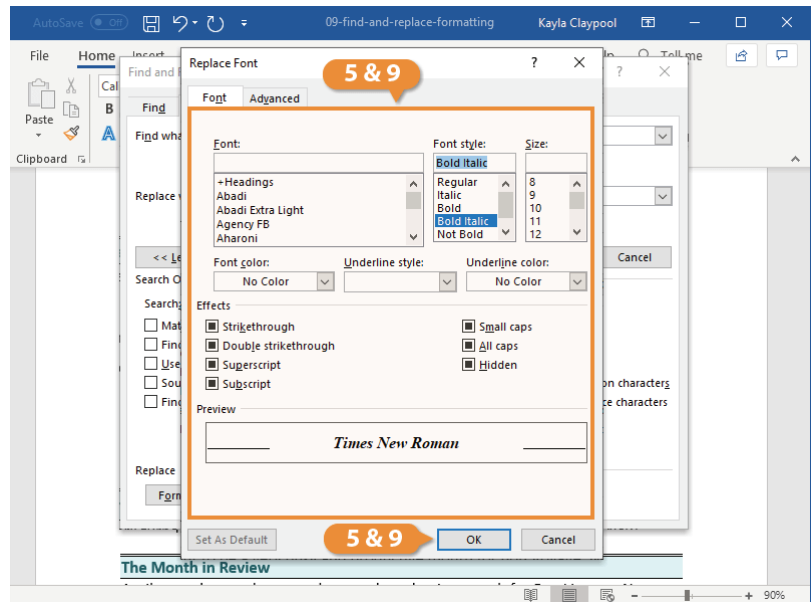 AutoSave Off 09-find-and-replace-formatting Kayla Claypool
File Home Insert Tell me
Paste
Cal
B
A
Clipboard
Find and
Replace Font ? ×
5 & 9
Font Advanced
Find
Find wha
Replace
Font: Font style: Size:
Bold Italic
+Headings Regular 8
Abadi Italic 9
Abadi Extra Light Bold 10
Agency FB Bold Italic 11
Aharoni Not Bold 12
<< Le Cancel
Font color: Underline style: Underline color:
No Color No Color
Search O
Search:
Effects
Mat Strikethrough Small caps
Find Double strikethrough All caps
Use Superscript Hidden
Sou Subscript on characters
Find ce characters
Preview
Times New Roman
Replace
Form
Set As Default 5 & 9 OK Cancel
The Month in Review
90%